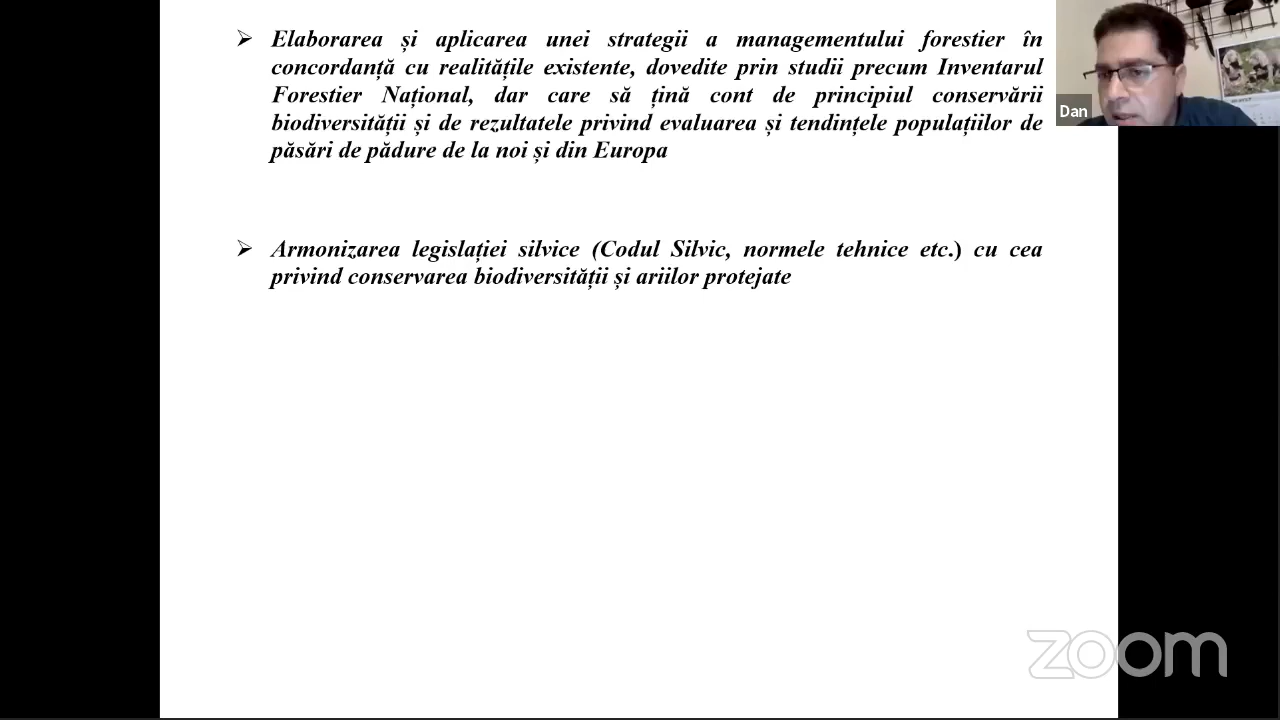 ➢ Elaborarea și aplicarea unei strategii a managementului forestier în
concordanță cu realitățile existente, dovedite prin studii precum Inventarul
Forestier Național, dar care să țină cont de principiul conservării
biodiversității și de rezultatele privind evaluarea și tendințele populațiilor de
păsări de pădure de la noi și din Europa
➢ Armonizarea legislației silvice (Codul Silvic, normele tehnice etc.) cu cea
privind conservarea biodiversității și ariilor protejate
Dan
zoom